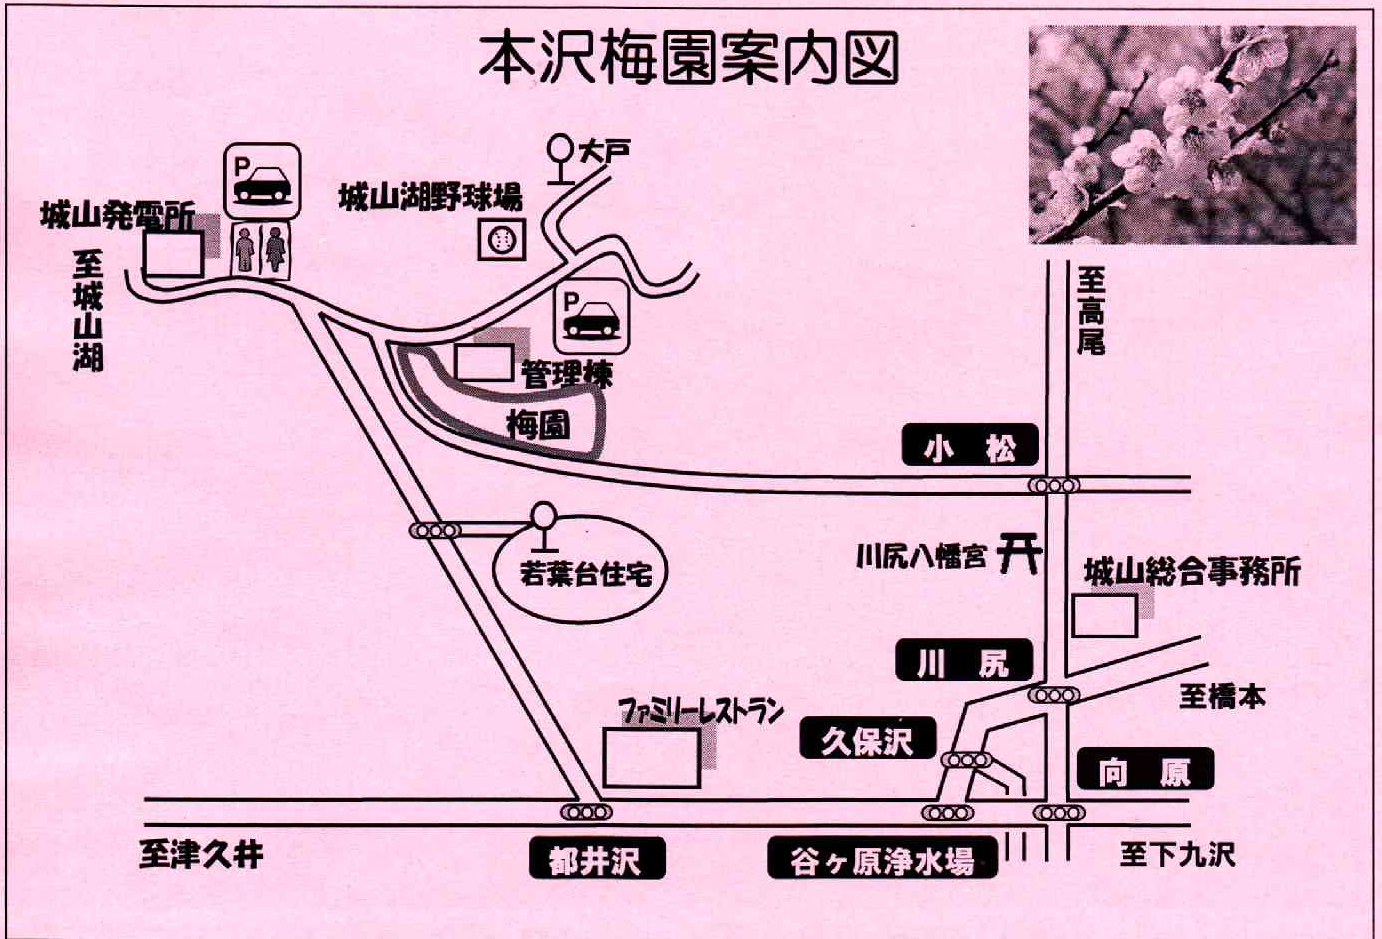 本沢梅園案内図
大戸
P
城山湖野球場
城山発電所
至城山湖
P
管理棟
梅園
至高尾
小松
川尻八幡宮
城山総合事務所
若葉台住宅
川尻
至橋本
ファミリーレストラン
久保沢
向原
至津久井
都井沢
谷ヶ原浄水場
至下九沢